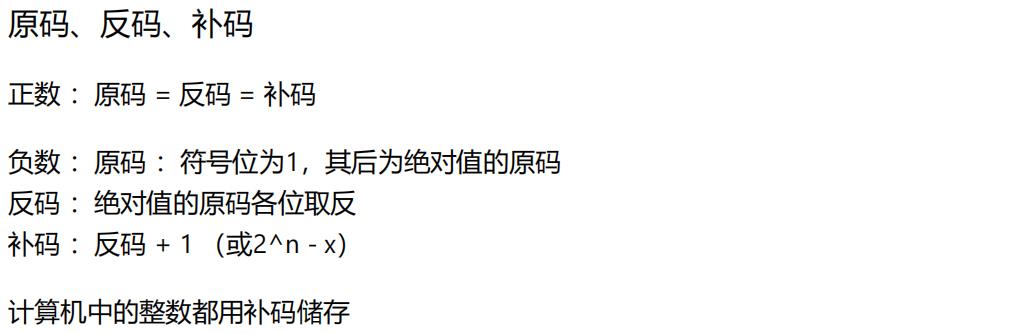 原码、反码、补码
正数： 原码 = 反码 = 补码
负数： 原码： 符号位为1，其后为绝对值的原码
反码： 绝对值的原码各位取反
补码： 反码 + 1 （或2^n - x）
计算机中的整数都用补码储存